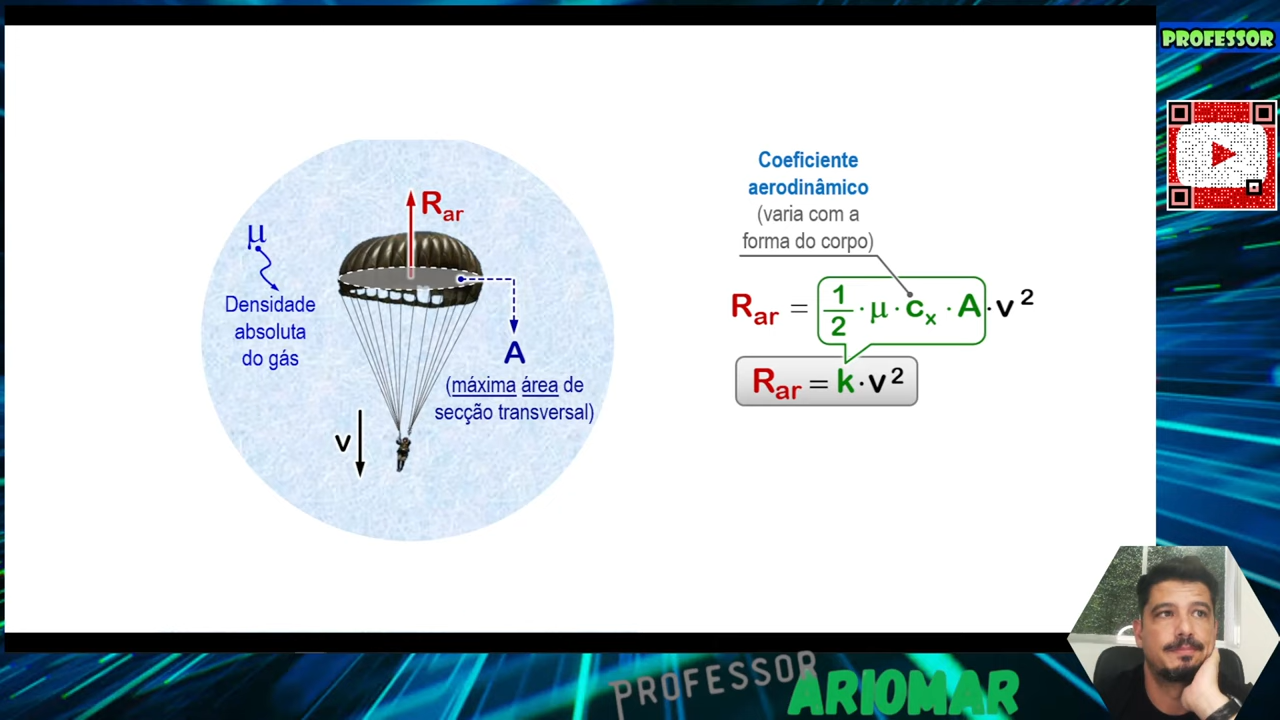 PROFESSOR
μ
Densidade
absoluta
do gás
R_ar
A
(máxima área de
secção transversal)
v
Coeficiente
aerodinâmico
(varia com a
forma do corpo)
R_ar = 1/2 · μ · c_x · A · v²
R_ar = k · v²
PROFESSOR
ARIOMAR